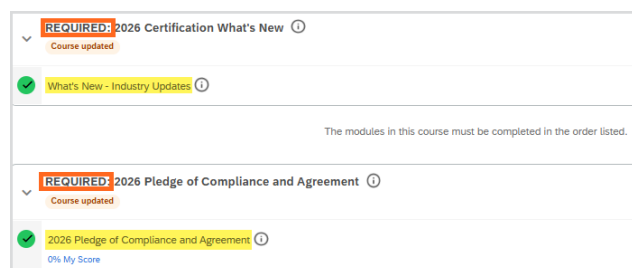 REQUIRED: 2026 Certification What's New
Course updated
What's New - Industry Updates
The modules in this course must be completed in the order listed.
REQUIRED: 2026 Pledge of Compliance and Agreement
Course updated
2026 Pledge of Compliance and Agreement
0% My Score